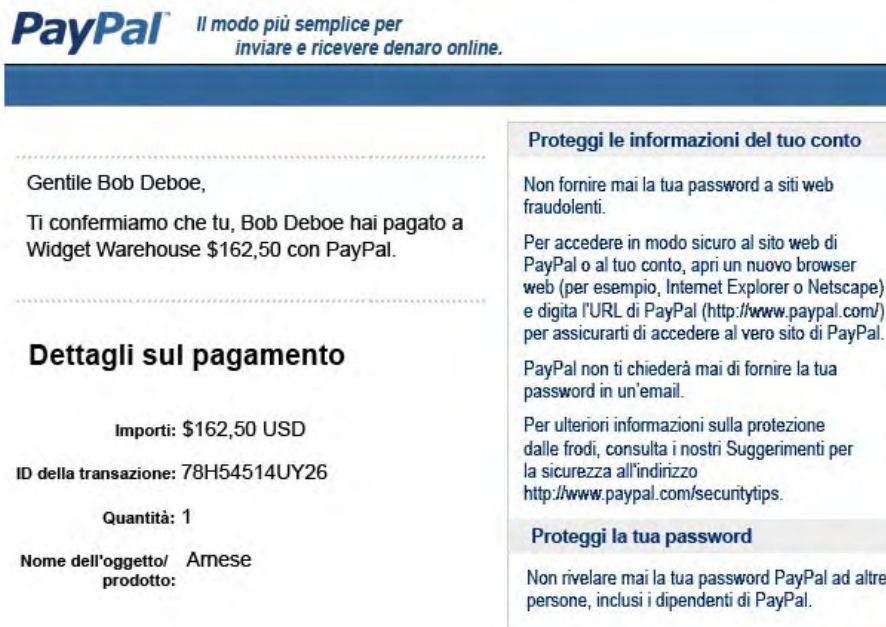 PayPal
Il modo più semplice per
inviare e ricevere denaro online.
Gentile Bob Deboe,
Ti confermiamo che tu, Bob Deboe hai pagato a
Widget Warehouse $162,50 con PayPal.
Dettagli sul pagamento
Importi: $162,50 USD
ID della transazione: 78H54514UY26
Quantità: 1
Nome dell'oggetto/ Arnese
prodotto:
Proteggi le informazioni del tuo conto
Non fornire mai la tua password a siti web
fraudolenti.
Per accedere in modo sicuro al sito web di
PayPal o al tuo conto, apri un nuovo browser
web (per esempio, Internet Explorer o Netscape)
e digita l'URL di PayPal (http://www.paypal.com/)
per assicurarti di accedere al vero sito di PayPal.
PayPal non ti chiederà mai di fornire la tua
password in un'email.
Per ulteriori informazioni sulla protezione
dalle frodi, consulta i nostri Suggerimenti per
la sicurezza all'indirizzo
http://www.paypal.com/securitytips.
Proteggi la tua password
Non rivelare mai la tua password PayPal ad altre
persone, inclusi i dipendenti di PayPal.